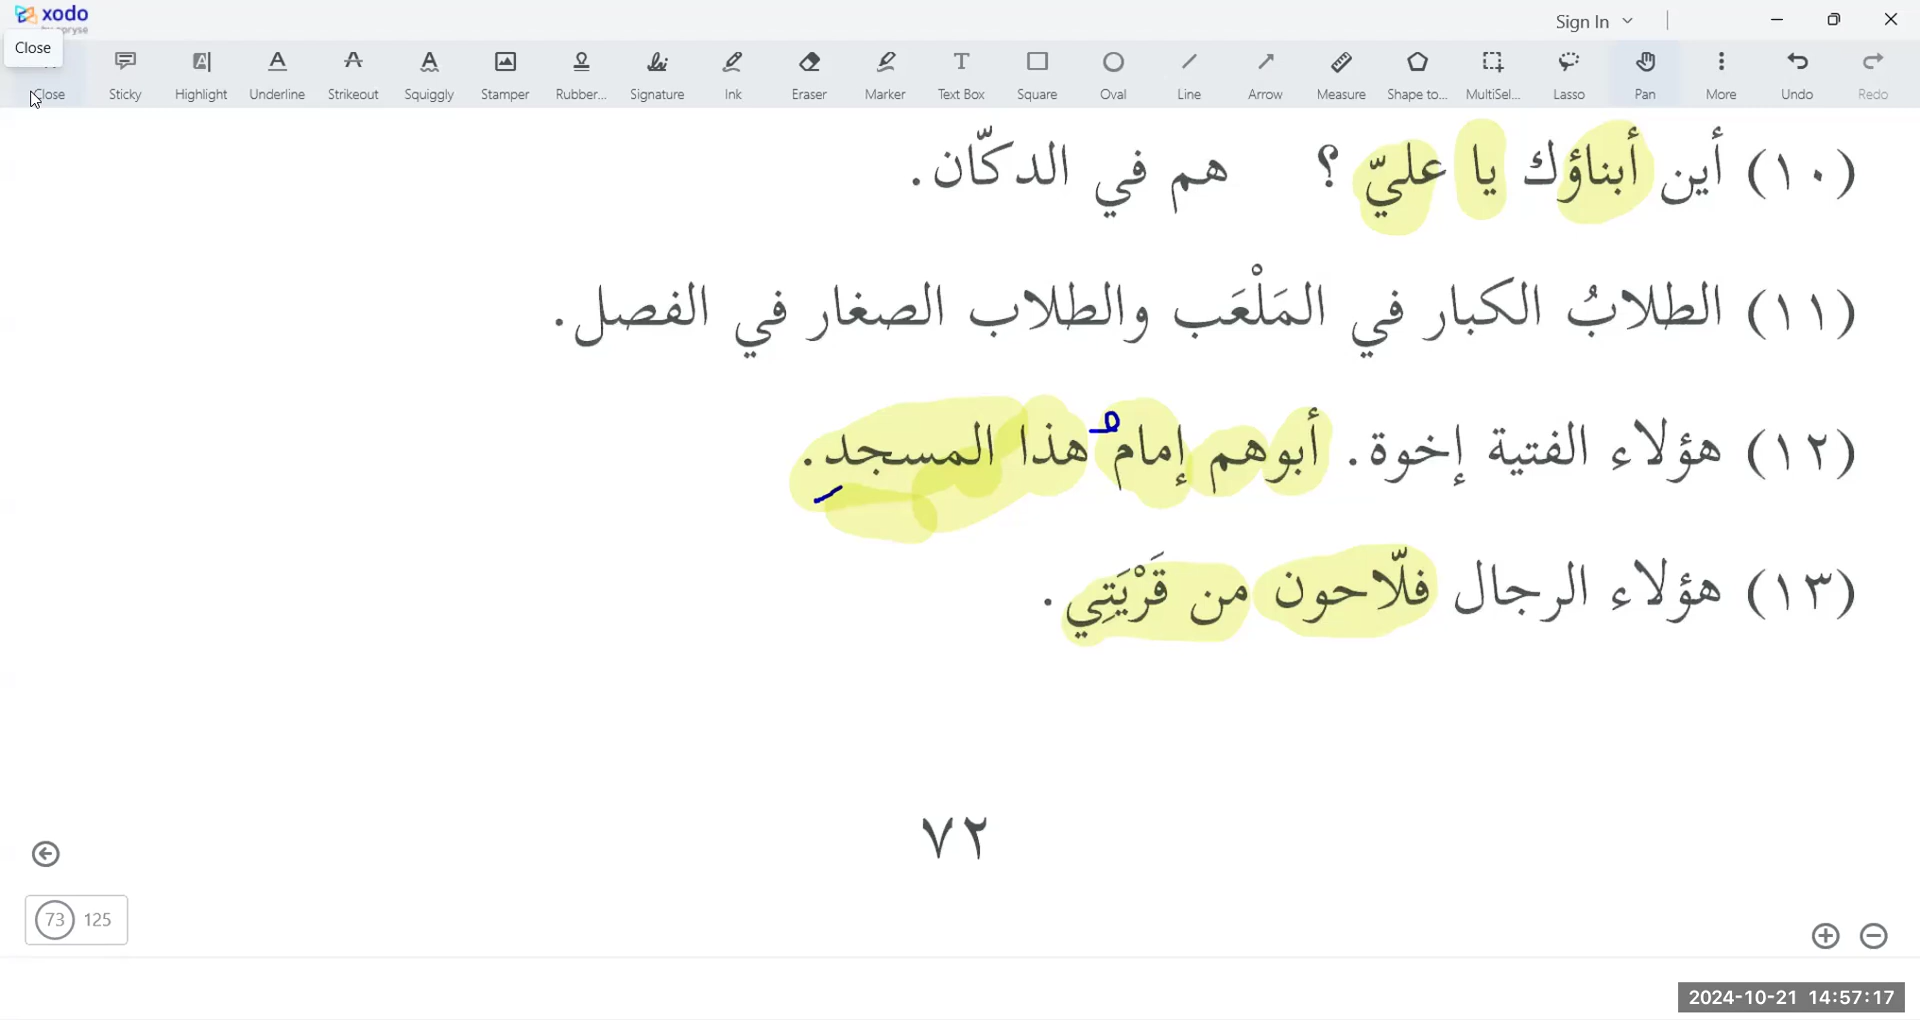 xodo
Sign In
Close
Close Sticky Highlight Underline Strikeout Squiggly Stamper Rubber... Signature Ink Eraser Marker Text Box Square Oval Line Arrow Measure Shape to... MultiSel... Lasso Pan More Undo Redo
(١٠) أين أبناؤك يا عليّ ؟ هم في الدكّان.
(١١) الطلابُ الكبار في المَلْعَب والطلاب الصغار في الفصل.
(١٢) هؤلاء الفتية إخوة. أبوهم إمام هذا المسجد.
(١٣) هؤلاء الرجال فلّاحون من قَرْيَتِي.
٧٢
73 125
2024-10-21 14:57:17